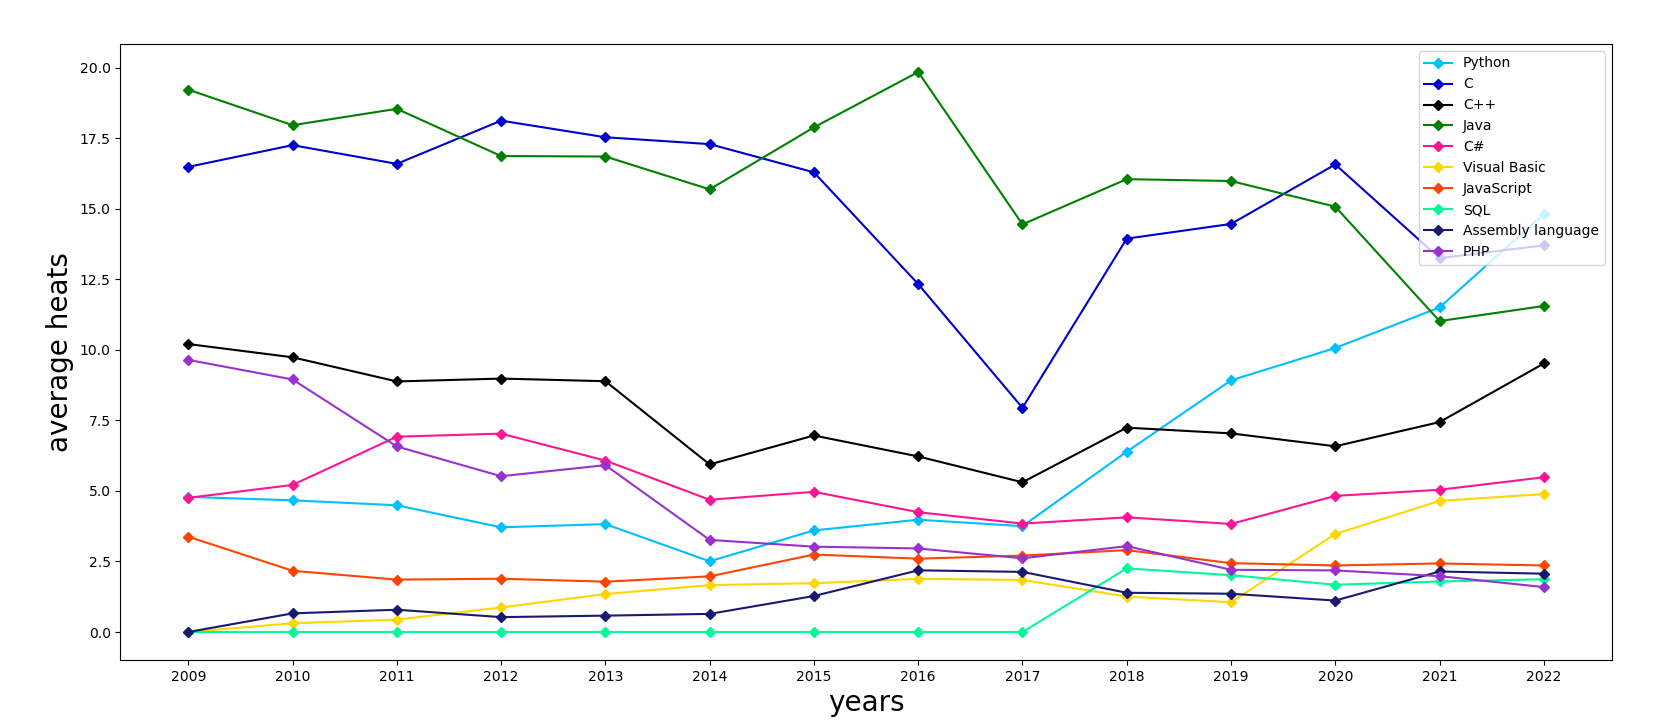 20.0
17.5
15.0
12.5
10.0
7.5
5.0
2.5
0.0
average heats
2009 2010 2011 2012 2013 2014 2015 2016 2017 2018 2019 2020 2021 2022
years
Python
C
C++
Java
C#
Visual Basic
JavaScript
SQL
Assembly language
PHP